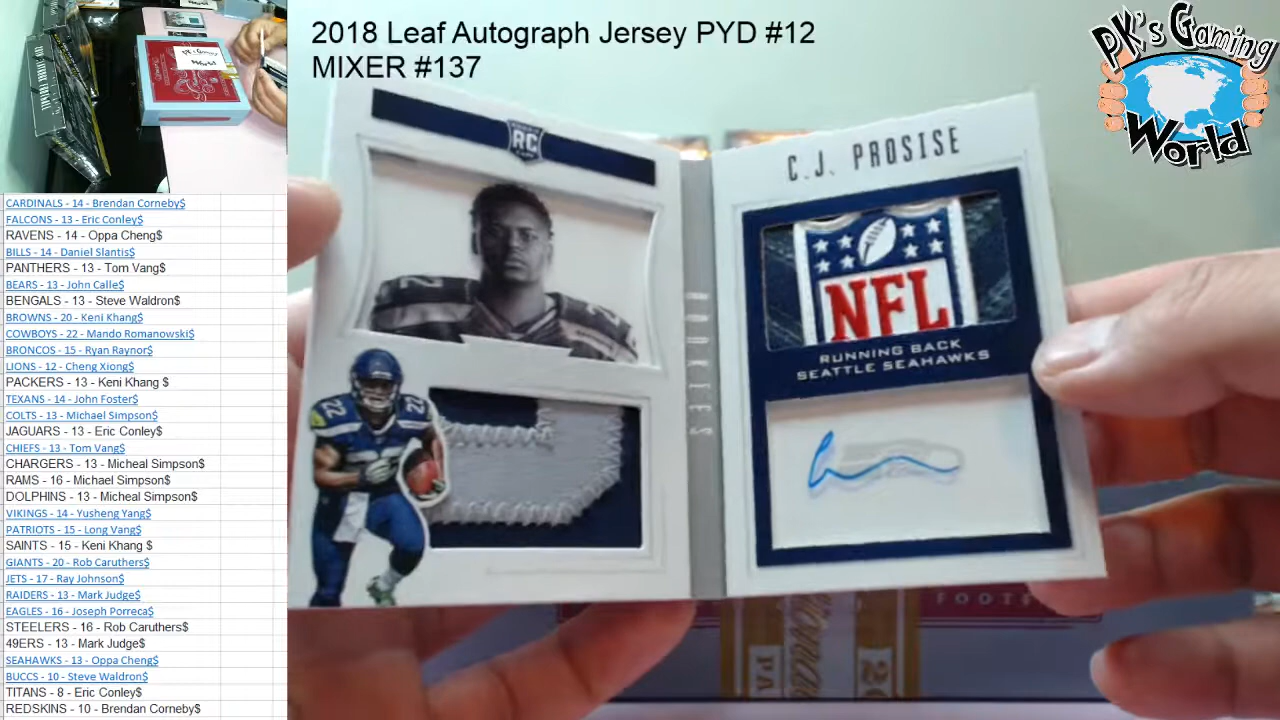 2018 Leaf Autograph Jersey PYD #12
MIXER #137
PK's Gaming
World
CARDINALS - 14 - Brendan Corneby$
FALCONS - 13 - Eric Conley$
RAVENS - 14 - Oppa Cheng$
BILLS - 14 - Daniel Slantis$
PANTHERS - 13 - Tom Vang$
BEARS - 13 - John Calle$
BENGALS - 13 - Steve Waldron$
BROWNS - 20 - Keni Khang$
COWBOYS - 22 - Mando Romanowski$
BRONCOS - 15 - Ryan Raynor$
LIONS - 12 - Cheng Xiong$
PACKERS - 13 - Keni Khang $
TEXANS - 14 - John Foster$
COLTS - 13 - Michael Simpson$
JAGUARS - 13 - Eric Conley$
CHIEFS - 13 - Tom Vang$
CHARGERS - 13 - Micheal Simpson$
RAMS - 16 - Michael Simpson$
DOLPHINS - 13 - Micheal Simpson$
VIKINGS - 14 - Yusheng Yang$
PATRIOTS - 15 - Long Vang$
SAINTS - 15 - Keni Khang $
GIANTS - 20 - Rob Caruthers$
JETS - 17 - Ray Johnson$
RAIDERS - 13 - Mark Judge$
EAGLES - 16 - Joseph Porreca$
STEELERS - 16 - Rob Caruthers$
49ERS - 13 - Mark Judge$
SEAHAWKS - 13 - Oppa Cheng$
BUCCS - 10 - Steve Waldron$
TITANS - 8 - Eric Conley$
REDSKINS - 10 - Brendan Corneby$
RC
22
22
C.J. PROSISE
NFL
RUNNING BACK
SEATTLE SEAHAWKS